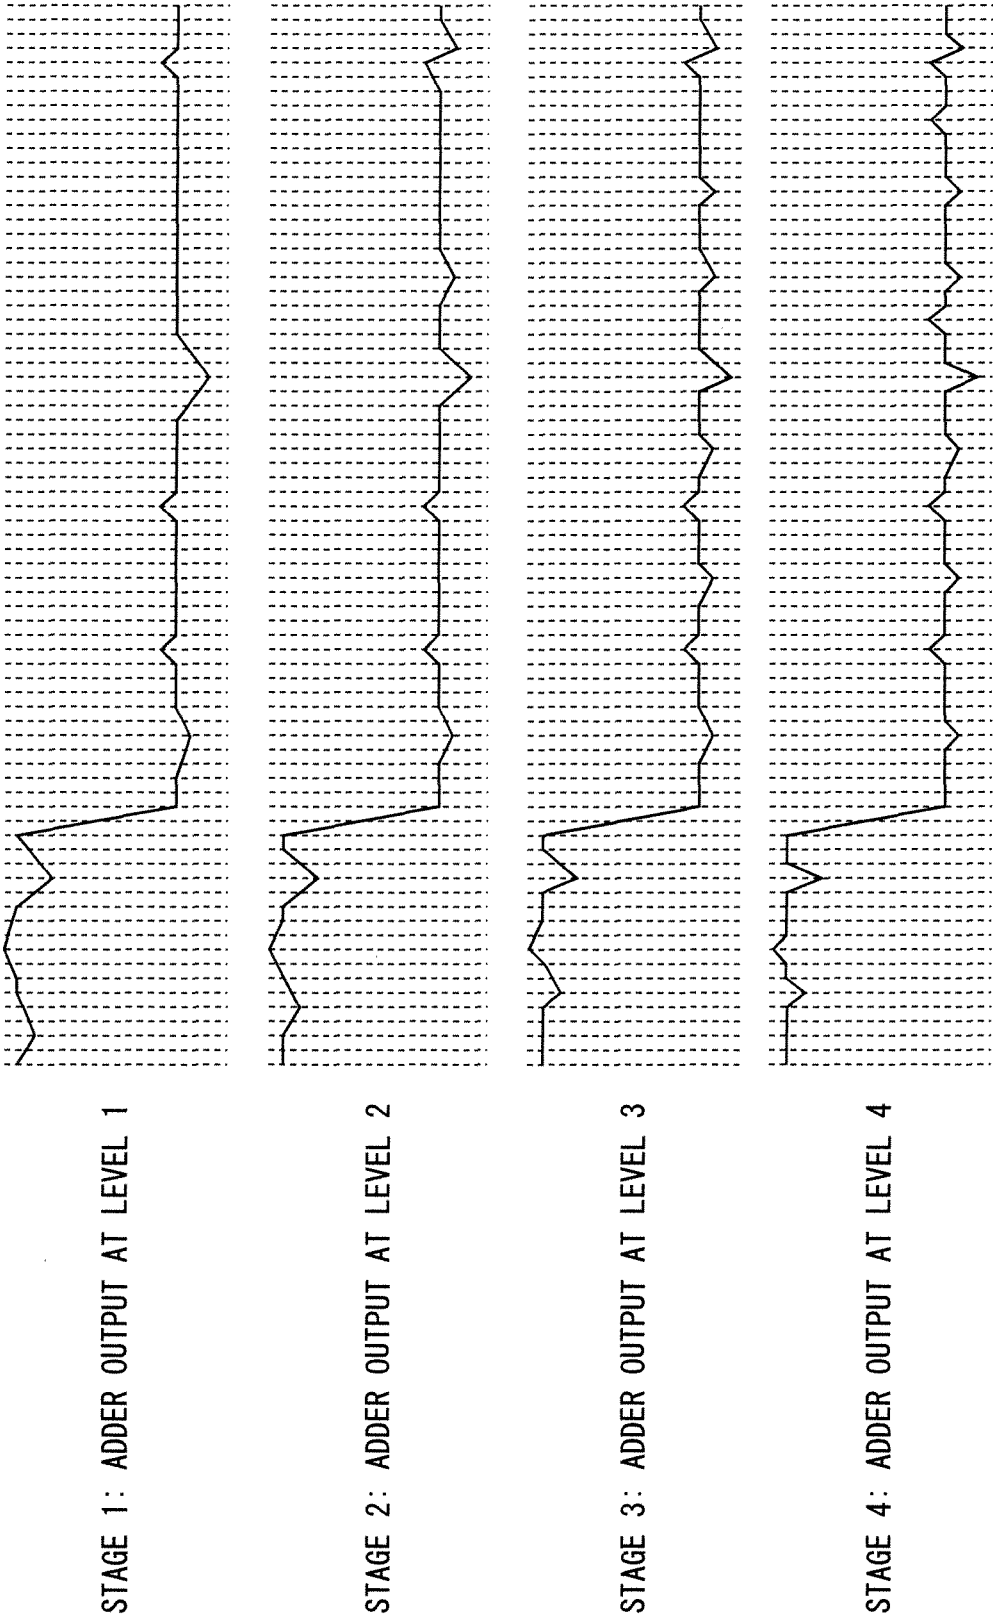 STAGE 1: ADDER OUTPUT AT LEVEL 1
STAGE 2: ADDER OUTPUT AT LEVEL 2
STAGE 3: ADDER OUTPUT AT LEVEL 3
STAGE 4: ADDER OUTPUT AT LEVEL 4